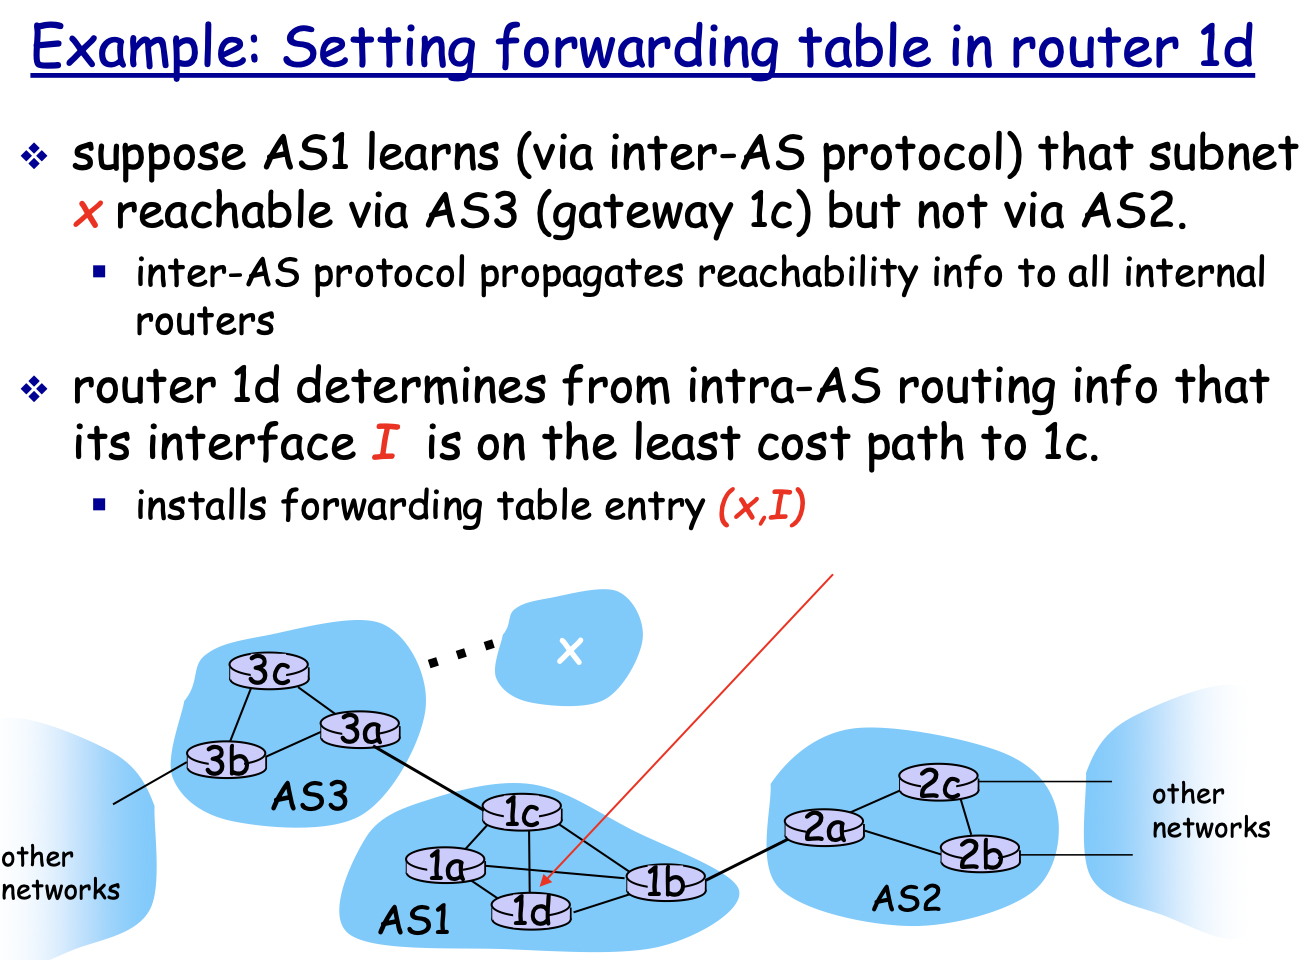 Example: Setting forwarding table in router 1d
❖ suppose AS1 learns (via inter-AS protocol) that subnet
x reachable via AS3 (gateway 1c) but not via AS2.
▪ inter-AS protocol propagates reachability info to all internal
routers
❖ router 1d determines from intra-AS routing info that
its interface I is on the least cost path to 1c.
▪ installs forwarding table entry (x,I)
x
3c
3a
3b
AS3
other
networks
1c
1a
1b
1d
AS1
2c
2a
2b
AS2
other
networks